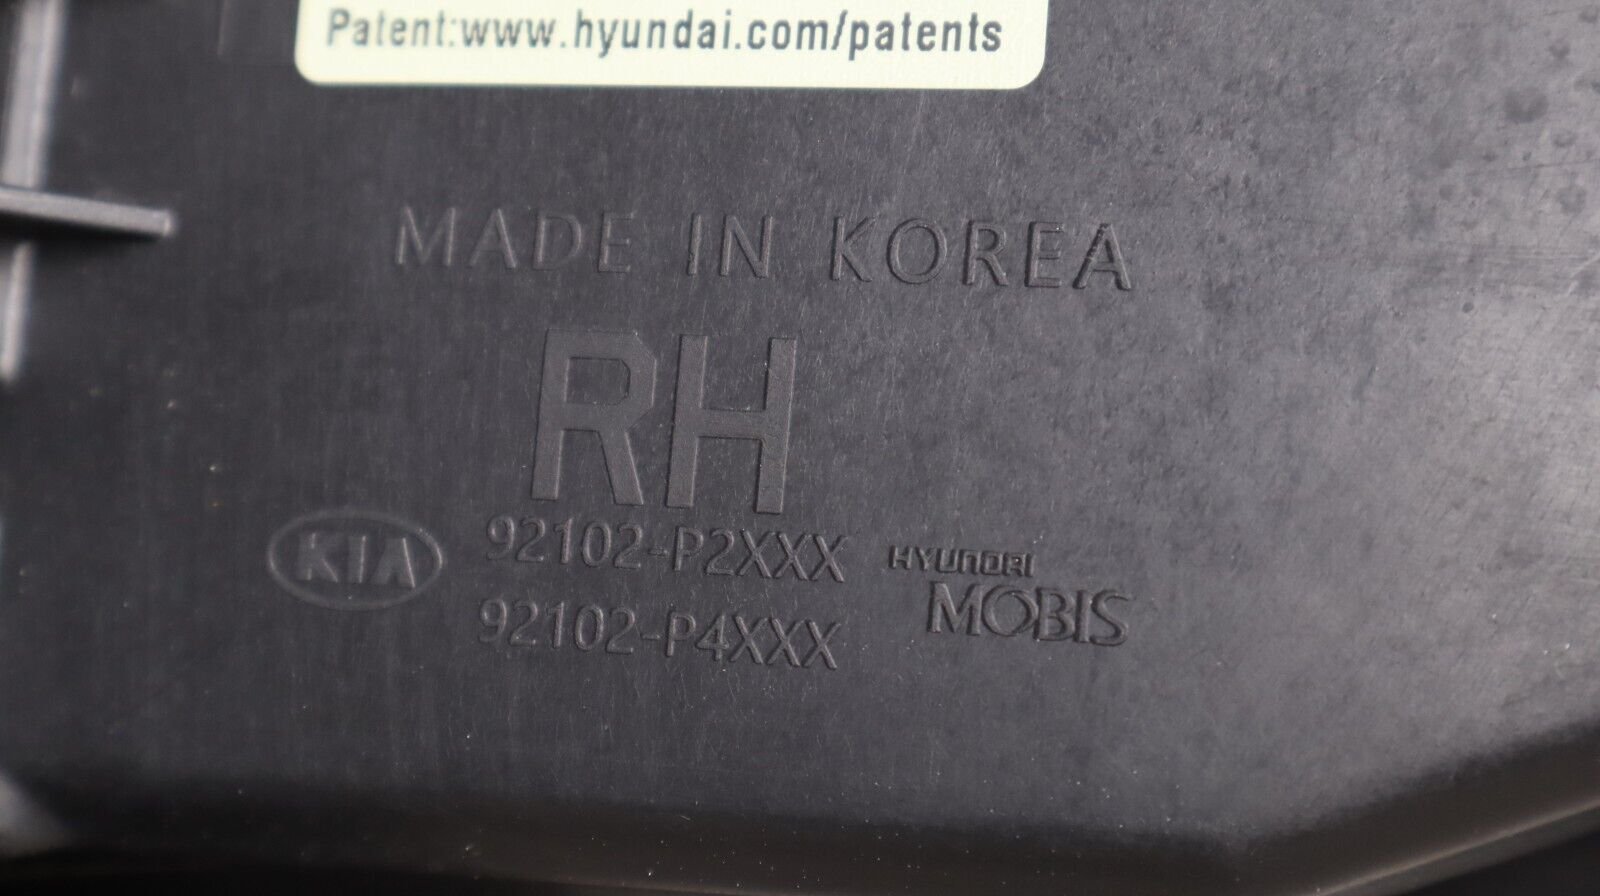 Patent:www.hyundai.com/patents
MADE IN KOREA
RH
KIA
92102-P2XXX
92102-P4XXX
HYUNDAI
MOBIS